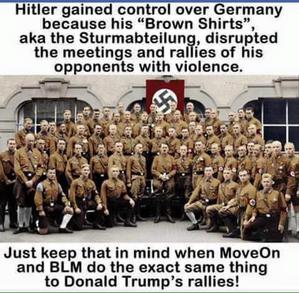 Hitler gained control over Germany
because his “Brown Shirts”,
aka the Sturmabteilung, disrupted
the meetings and rallies of his
opponents with violence.
Just keep that in mind when MoveOn
and BLM do the exact same thing
to Donald Trump’s rallies!